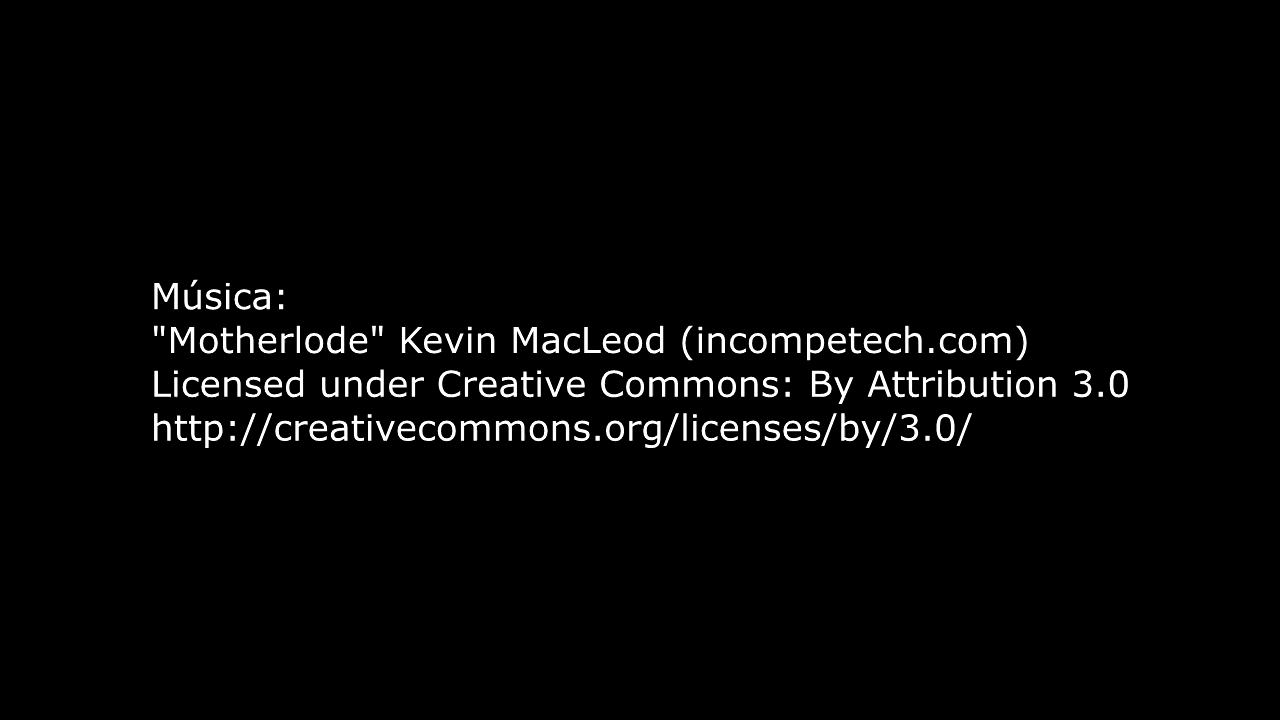 Música:
"Motherlode" Kevin MacLeod (incompetech.com)
Licensed under Creative Commons: By Attribution 3.0
http://creativecommons.org/licenses/by/3.0/